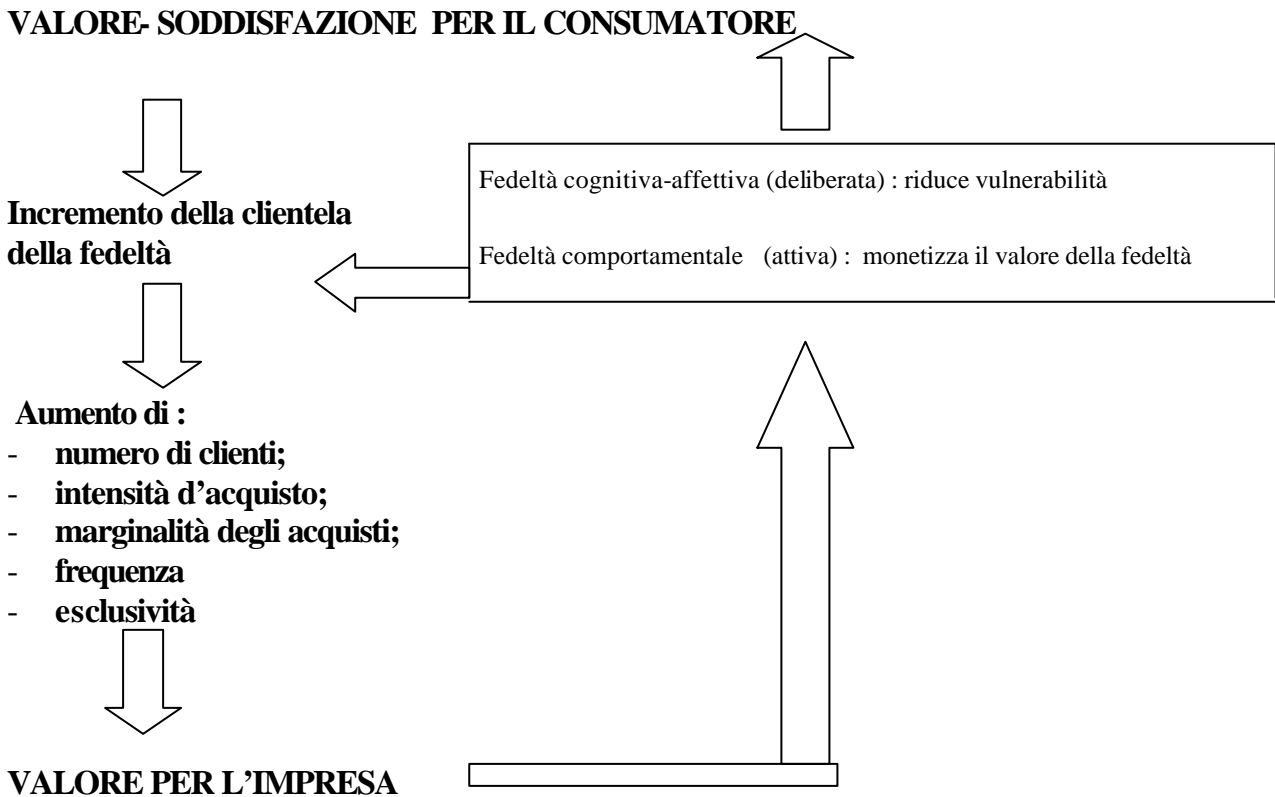 VALORE- SODDISFAZIONE PER IL CONSUMATORE
Fedeltà cognitiva-affettiva (deliberata) : riduce vulnerabilità
Incremento della clientela
della fedeltà
Fedeltà comportamentale (attiva) : monetizza il valore della fedeltà
Aumento di :
- numero di clienti;
- intensità d’acquisto;
- marginalità degli acquisti;
- frequenza
- esclusività
VALORE PER L’IMPRESA